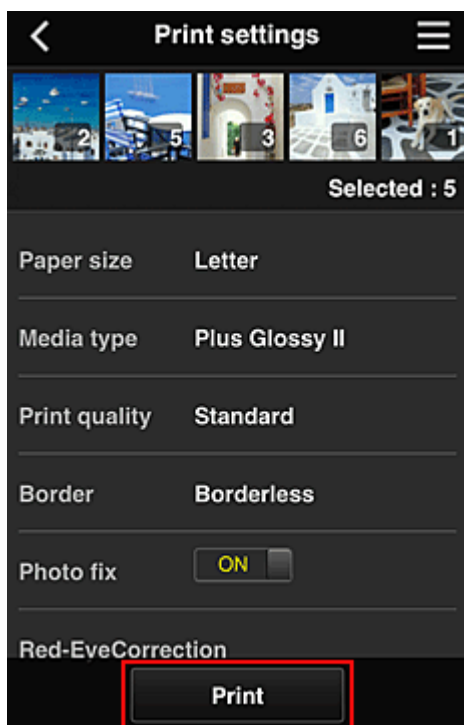 Print settings
2 5 3 6 1
Selected : 5
Paper size Letter
Media type Plus Glossy II
Print quality Standard
Border Borderless
Photo fix ON
Red-EyeCorrection
Print